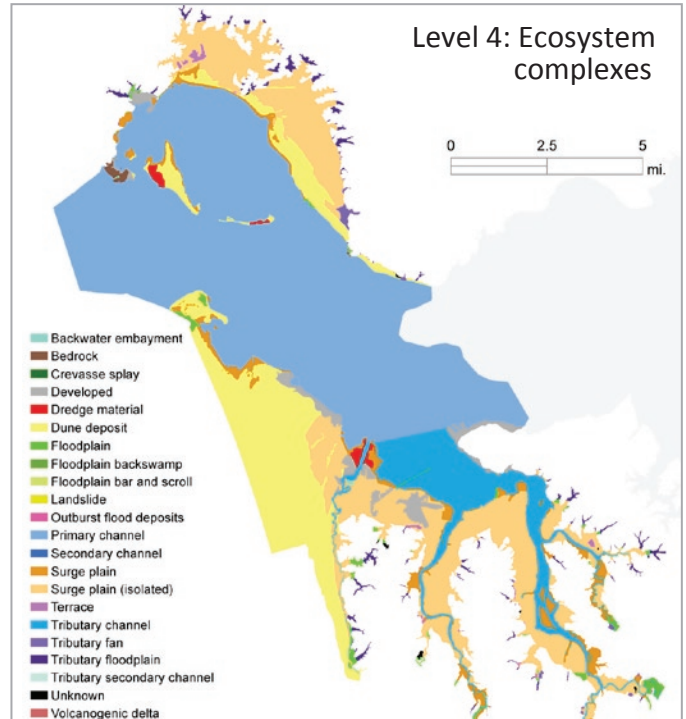 Level 4: Ecosystem
complexes
0 2.5 5
mi.
Backwater embayment
Bedrock
Crevasse splay
Developed
Dredge material
Dune deposit
Floodplain
Floodplain backswamp
Floodplain bar and scroll
Landslide
Outburst flood deposits
Primary channel
Secondary channel
Surge plain
Surge plain (isolated)
Terrace
Tributary channel
Tributary fan
Tributary floodplain
Tributary secondary channel
Unknown
Volcanogenic delta